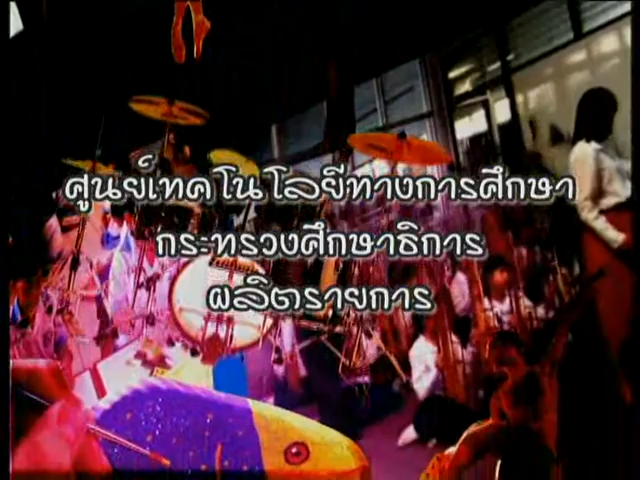 ศูนย์เทคโนโลยีทางการศึกษา
กระทรวงศึกษาธิการ
ผลิตรายการ